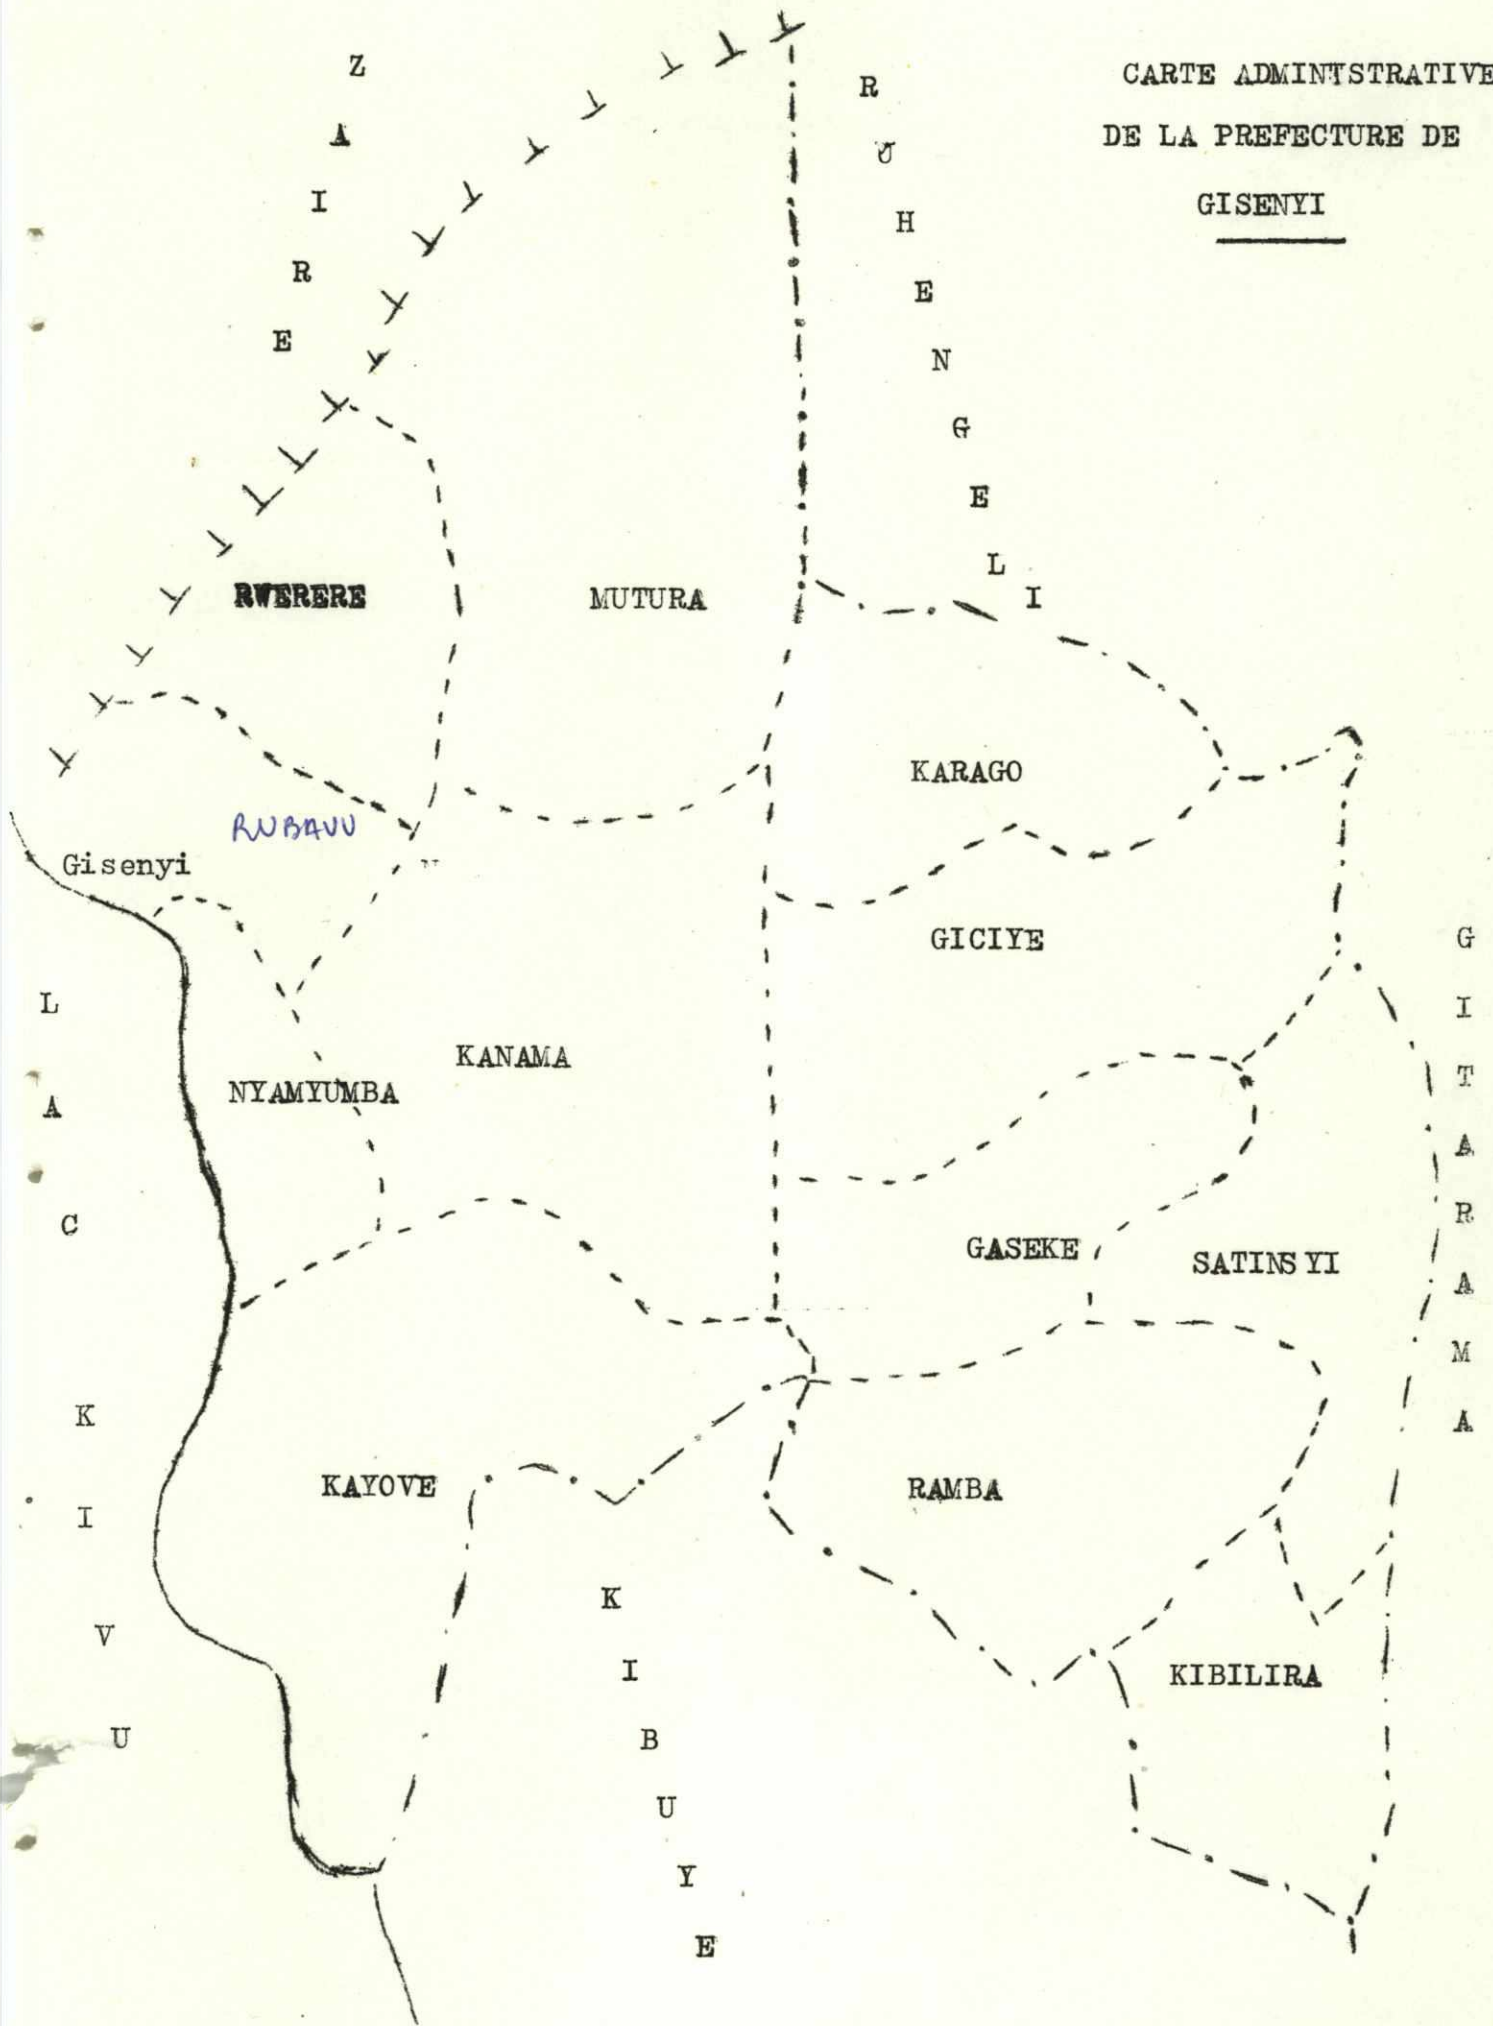 CARTE ADMINTSTRATIVE
DE LA PREFECTURE DE
GISENYI
ZAIRE
RUHENGELI
RWERERE
MUTURA
KARAGO
RUBAVU
Gisenyi
GICIYE
GITARAMA
LAC KIVU
KANAMA
NYAMYUMBA
GASEKE
SATINSYI
KAYOVE
RAMBA
KIBUYE
KIBILIRA